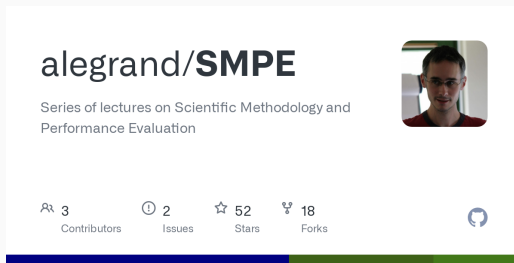 alegrand/SMPE
Series of lectures on Scientific Methodology and
Performance Evaluation
3 2 52 18
Contributors Issues Stars Forks